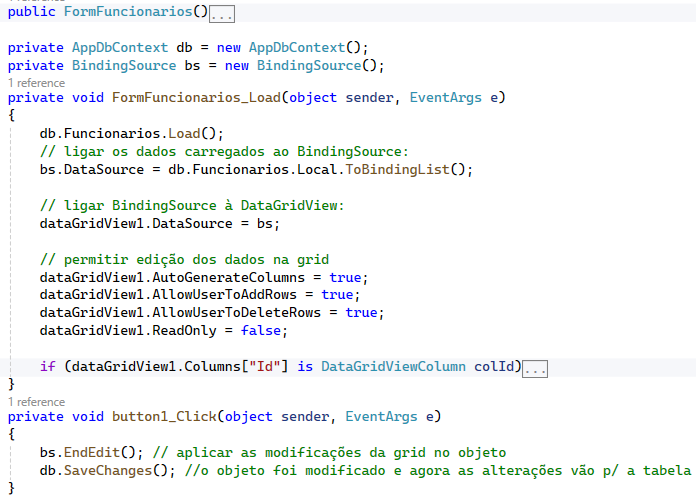 public FormFuncionarios()...
private AppDbContext db = new AppDbContext();
private BindingSource bs = new BindingSource();
1 reference
private void FormFuncionarios_Load(object sender, EventArgs e)
{
db.Funcionarios.Load();
// ligar os dados carregados ao BindingSource:
bs.DataSource = db.Funcionarios.Local.ToBindingList();
// ligar BindingSource à DataGridView:
dataGridView1.DataSource = bs;
// permitir edição dos dados na grid
dataGridView1.AutoGenerateColumns = true;
dataGridView1.AllowUserToAddRows = true;
dataGridView1.AllowUserToDeleteRows = true;
dataGridView1.ReadOnly = false;
if (dataGridView1.Columns["Id"] is DataGridViewColumn colId)...
}
1 reference
private void button1_Click(object sender, EventArgs e)
{
bs.EndEdit(); // aplicar as modificações da grid no objeto
db.SaveChanges(); //o objeto foi modificado e agora as alterações vão p/ a tabela
}